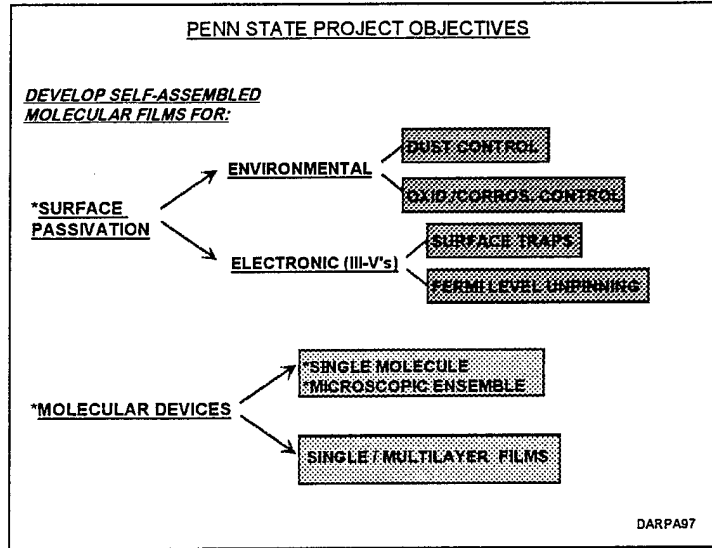 PENN STATE PROJECT OBJECTIVES
DEVELOP SELF-ASSEMBLED
MOLECULAR FILMS FOR:
*SURFACE
PASSIVATION
ENVIRONMENTAL
DUST CONTROL
OXID./CORROS. CONTROL
ELECTRONIC (III-V's)
SURFACE TRAPS
FERMI LEVEL UNPINNING
*MOLECULAR DEVICES
*SINGLE MOLECULE
*MICROSCOPIC ENSEMBLE
SINGLE / MULTILAYER FILMS
DARPA97